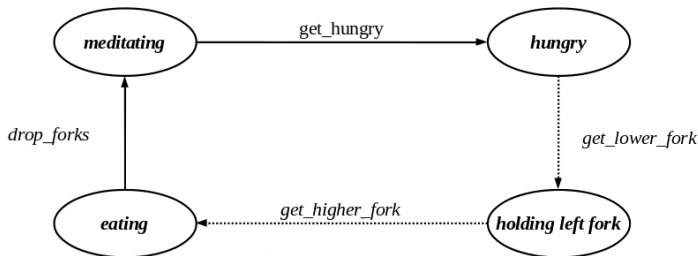 get_hungry
meditating
hungry
drop_forks
get_lower_fork
get_higher_fork
eating
holding left fork